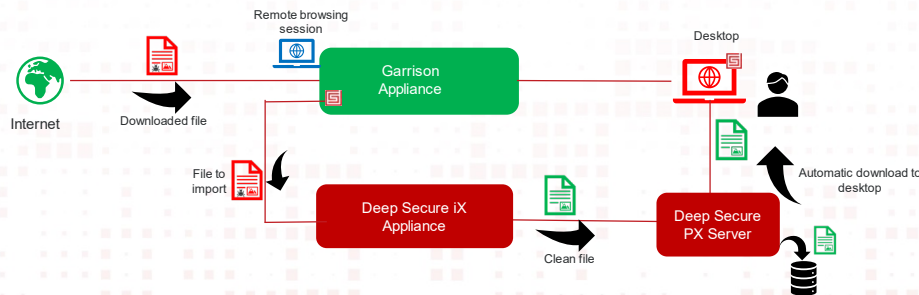 Remote browsing
session
Desktop
Garrison
Appliance
Internet
Downloaded file
File to
import
Automatic download to
desktop
Deep Secure iX
Appliance
Deep Secure
PX Server
Clean file